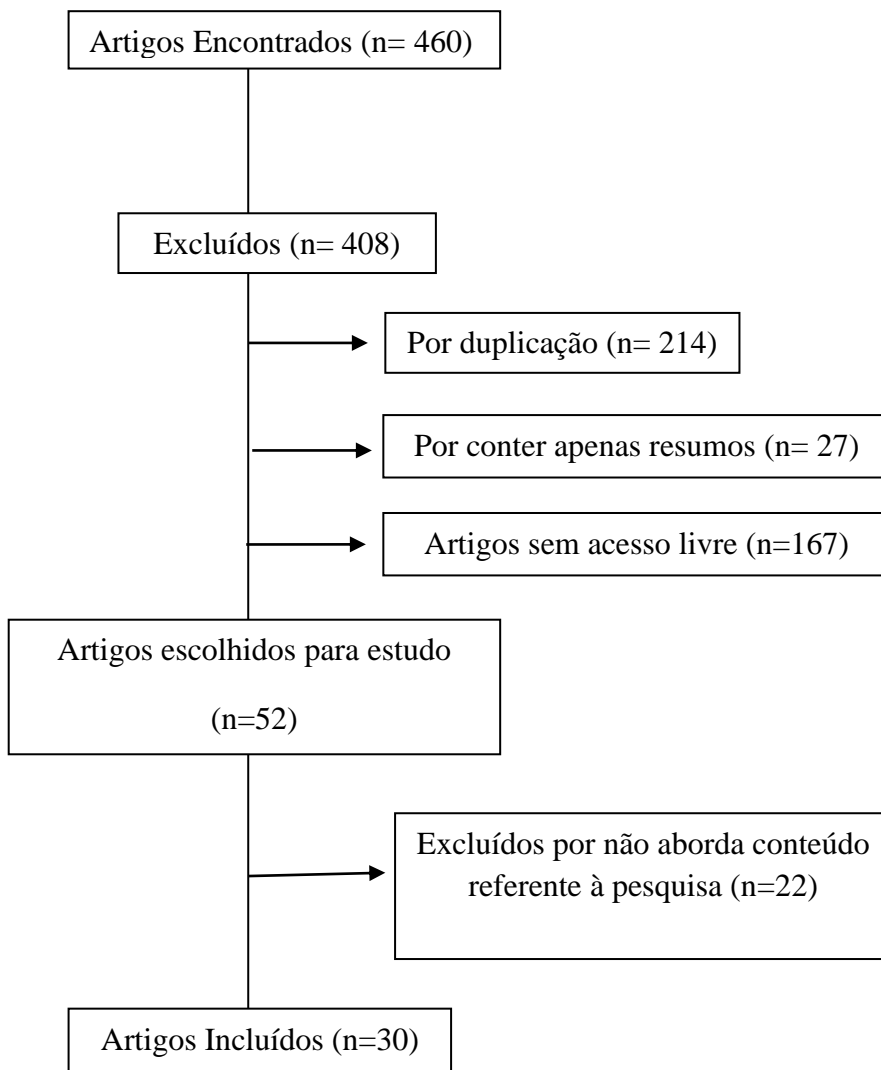 Artigos Encontrados (n= 460)
Excluídos (n= 408)
Por duplicação (n= 214)
Por conter apenas resumos (n= 27)
Artigos sem acesso livre (n=167)
Artigos escolhidos para estudo
(n=52)
Excluídos por não aborda conteúdo
referente à pesquisa (n=22)
Artigos Incluídos (n=30)